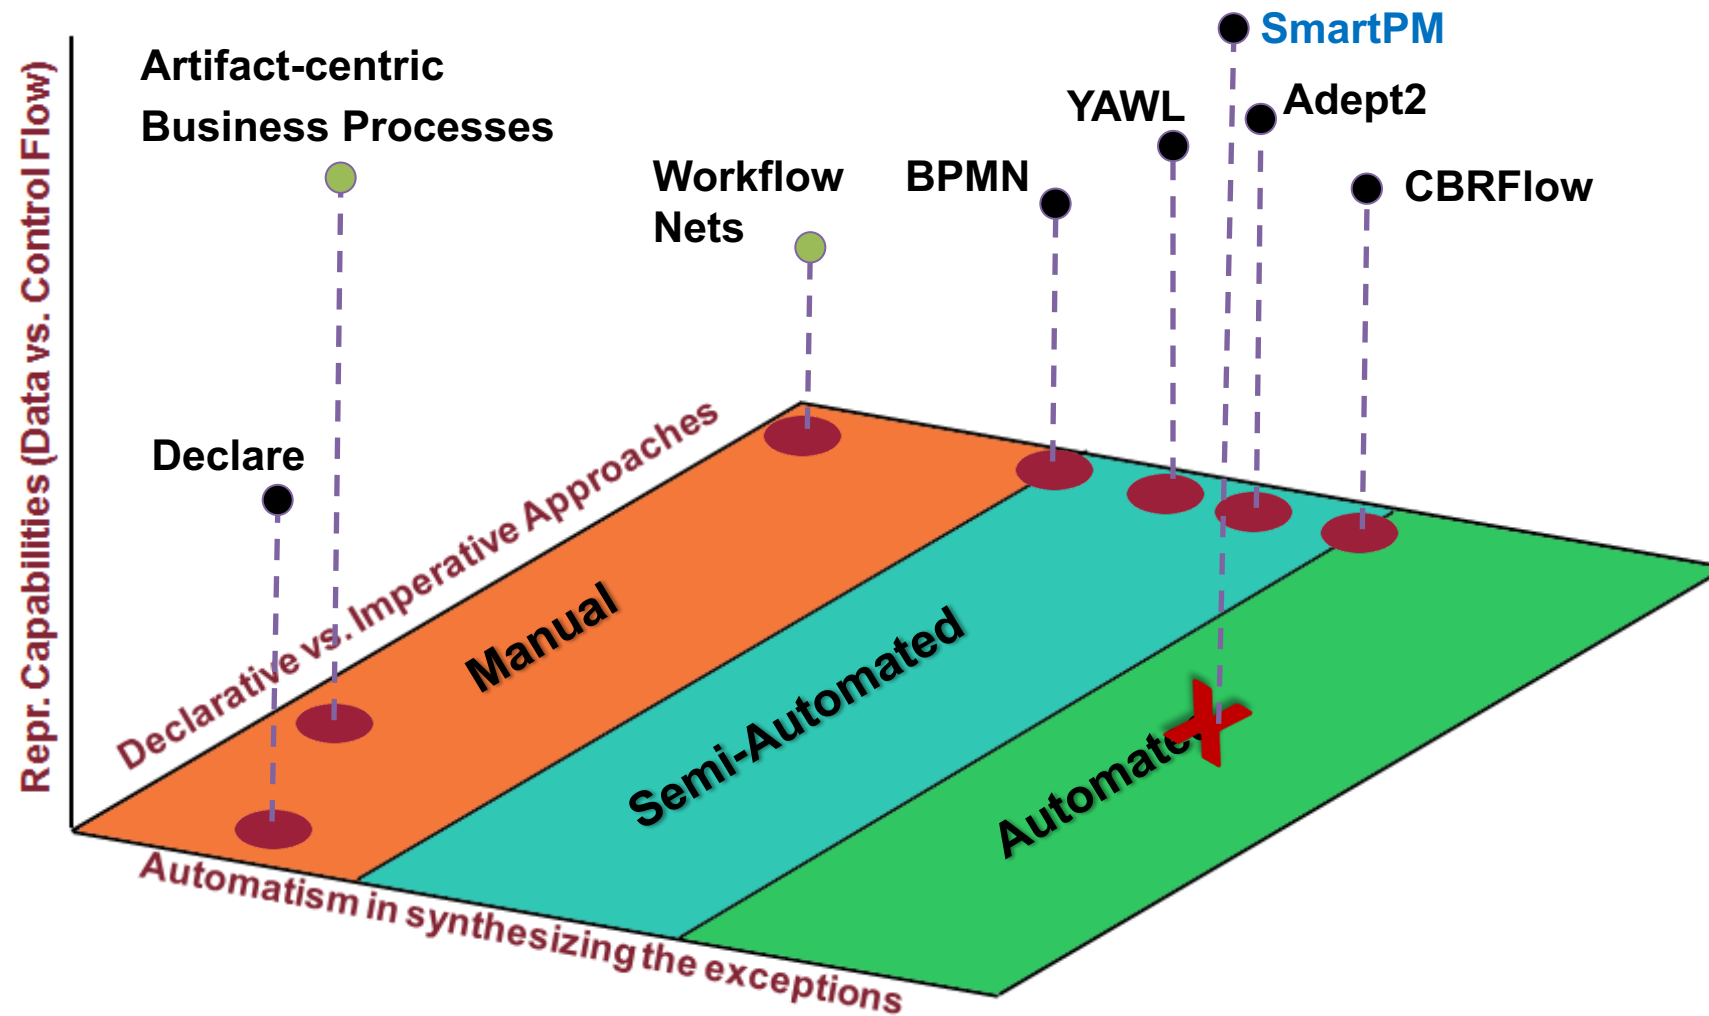 SmartPM
Artifact-centric
Business Processes
YAWL
Adept2
Workflow
Nets
BPMN
CBRFlow
Declare
Repr. Capabilities (Data vs. Control Flow)
Declarative vs. Imperative Approaches
Manual
Semi-Automated
Automated
Automatism in synthesizing the exceptions